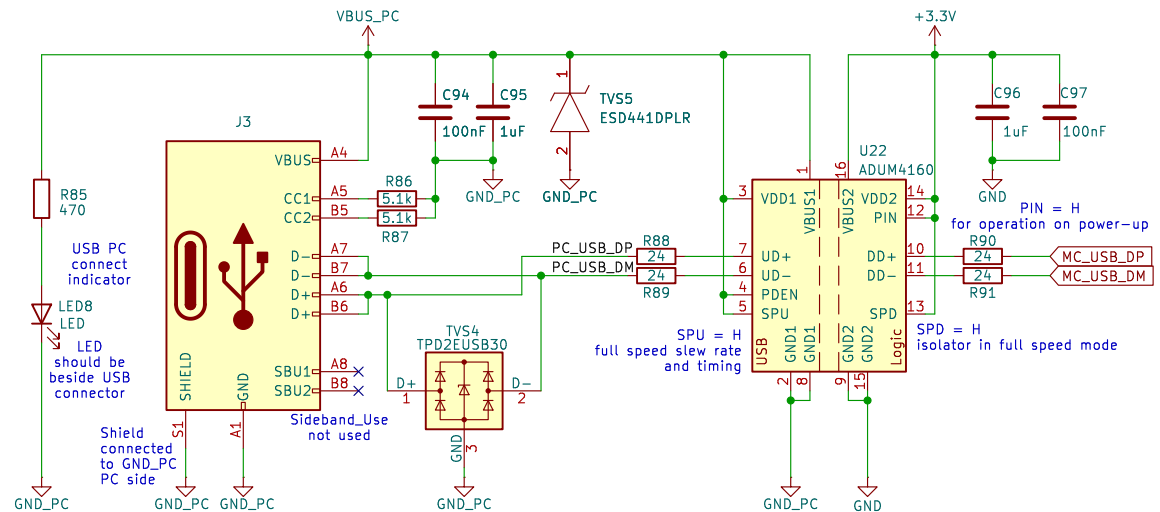 VBUS_PC
+3.3V
J3
VBUS
A4
CC1
A5
CC2
B5
D-
A7
D-
B7
D+
A6
D+
B6
SBU1
A8
SBU2
B8
SHIELD
GND
S1
A1
R85
470
USB PC
connect
indicator
LED8
LED
LED
should be
beside USB
connector
GND_PC
Shield
connected
to GND_PC
PC side
GND_PC
GND_PC
Sideband_Use
not used
R86
5.1k
5.1k
R87
C94
100nF
C95
1uF
GND_PC
1
TVS5
ESD441DPLR
2
GND_PC
TVS4
TPD2EUSB30
D+
1
D-
2
GND
3
GND_PC
PC_USB_DP
PC_USB_DM
R88
24
24
R89
SPU = H
full speed slew rate
and timing
U22
ADUM4160
1
16
3
VDD1
VBUS1
VBUS2
VDD2
14
PIN
12
7
UD+
DD+
10
6
UD-
DD-
11
4
PDEN
5
SPU
SPD
13
USB
GND1
GND1
GND2
GND2
Logic
2
8
9
15
GND_PC
GND
C96
1uF
C97
100nF
GND
PIN = H
for operation on power-up
R90
24
24
R91
MC_USB_DP
MC_USB_DM
SPD = H
isolator in full speed mode